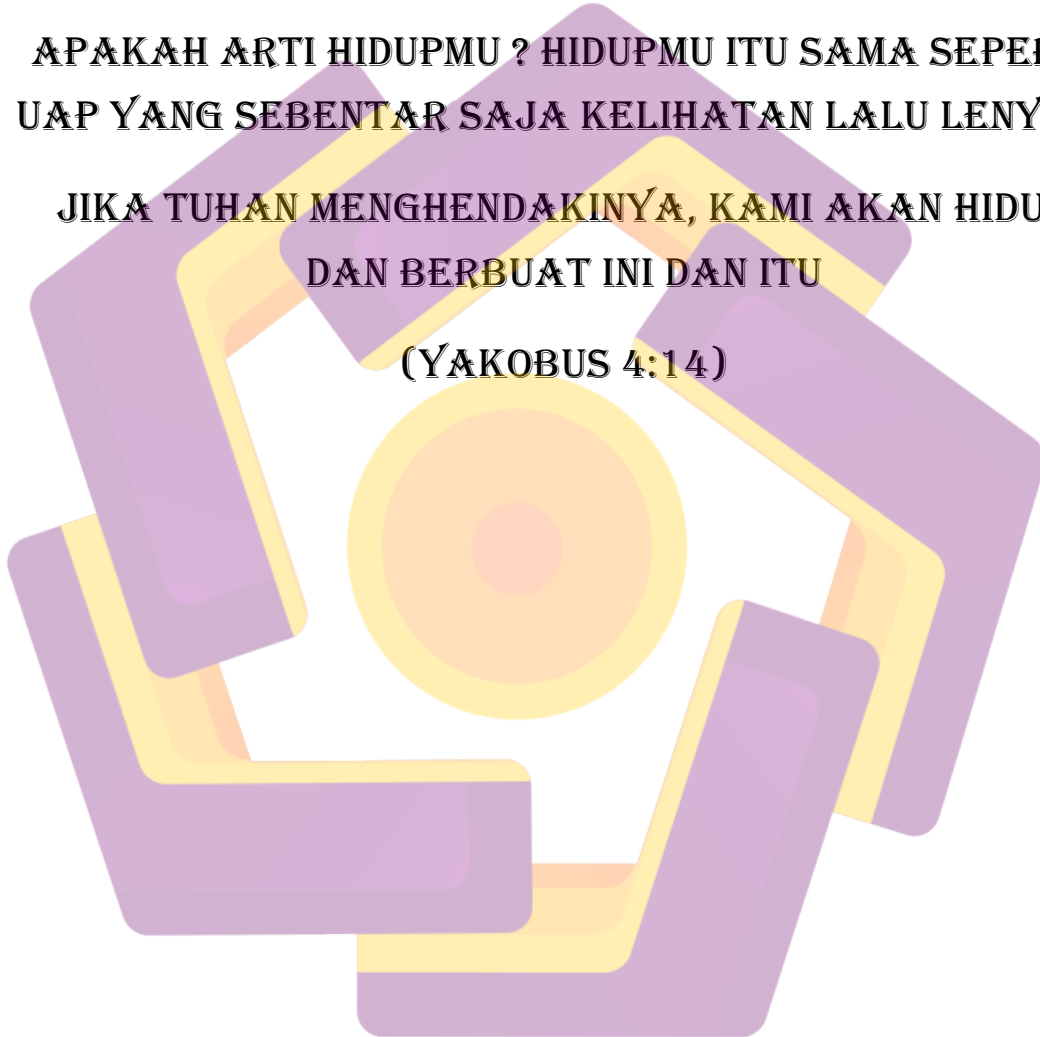 APAKAH ARTI HIDUPMU ? HIDUPMU ITU SAMA SEPE
UAP YANG SEBENTAR SAJA KELIHATAN LALU LENY
JIKA TUHAN MENGHENDAKINYA, KAMI AKAN HIDU
DAN BERBUAT INI DAN ITU
(YAKOBUS 4:14)